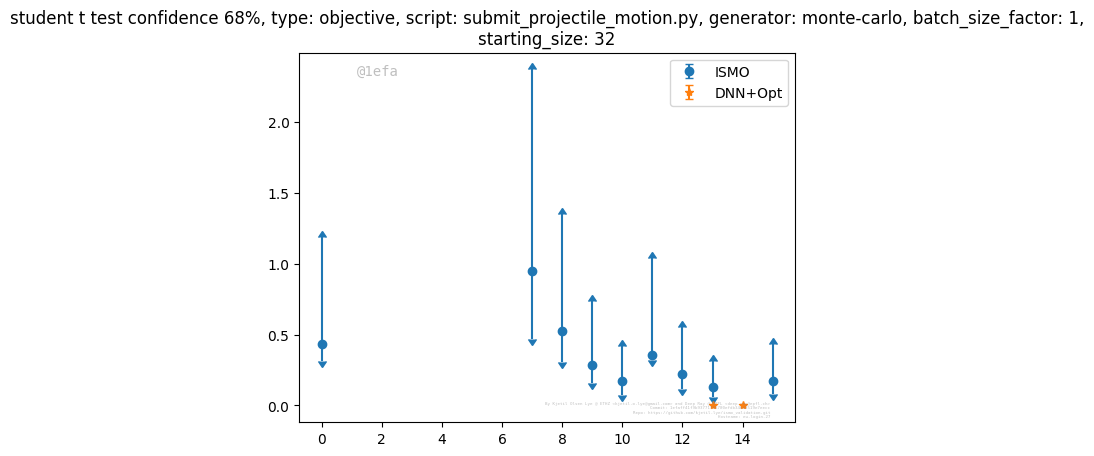 student t test confidence 68%, type: objective, script: submit_projectile_motion.py, generator: monte-carlo, batch_size_factor: 1,
starting_size: 32
@1efa
ISMO
DNN+Opt
2.0
1.5
1.0
0.5
0.0
0 2 4 6 8 10 12 14